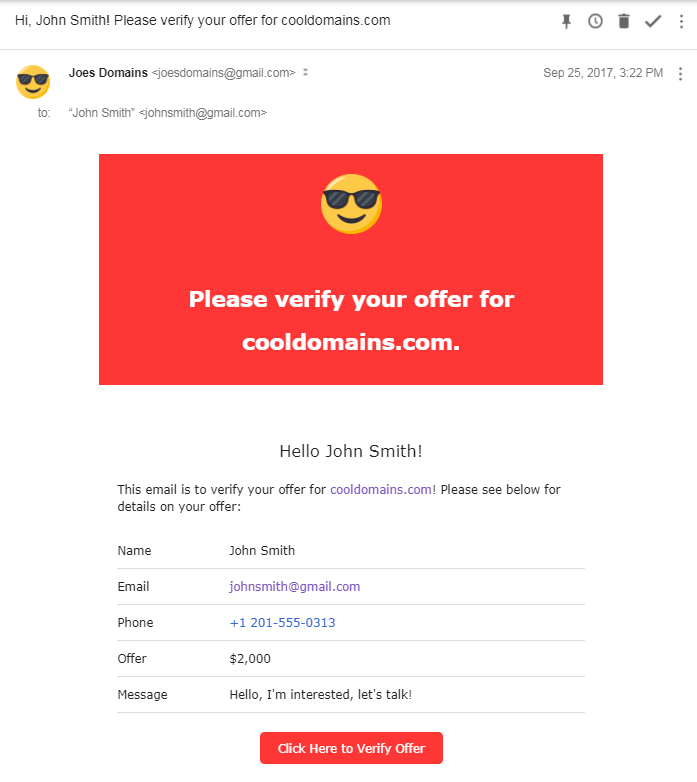 Hi, John Smith! Please verify your offer for cooldomains.com
Joes Domains <joesdomains@gmail.com>
Sep 25, 2017, 3:22 PM
to: “John Smith” <johnsmith@gmail.com>
Please verify your offer for
cooldomains.com.
Hello John Smith!
This email is to verify your offer for cooldomains.com! Please see below for
details on your offer:
Name John Smith
Email johnsmith@gmail.com
Phone +1 201-555-0313
Offer $2,000
Message Hello, I'm interested, let's talk!
Click Here to Verify Offer